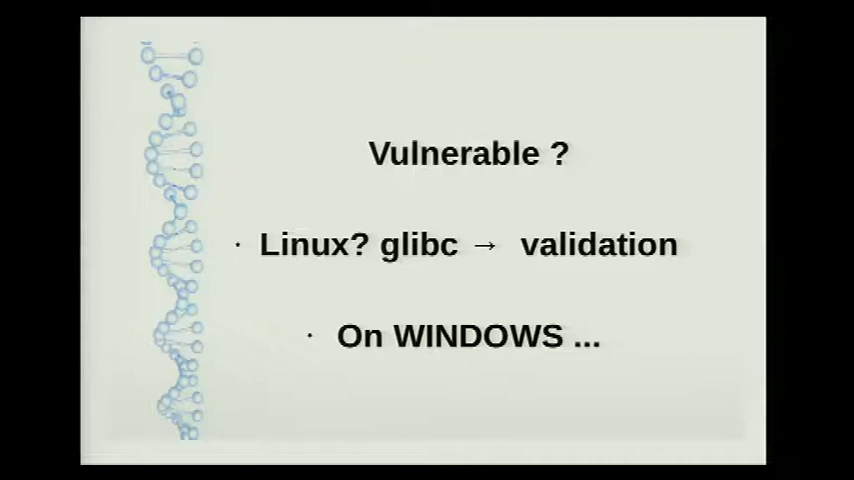 Vulnerable ?
· Linux? glibc → validation
· On WINDOWS ...